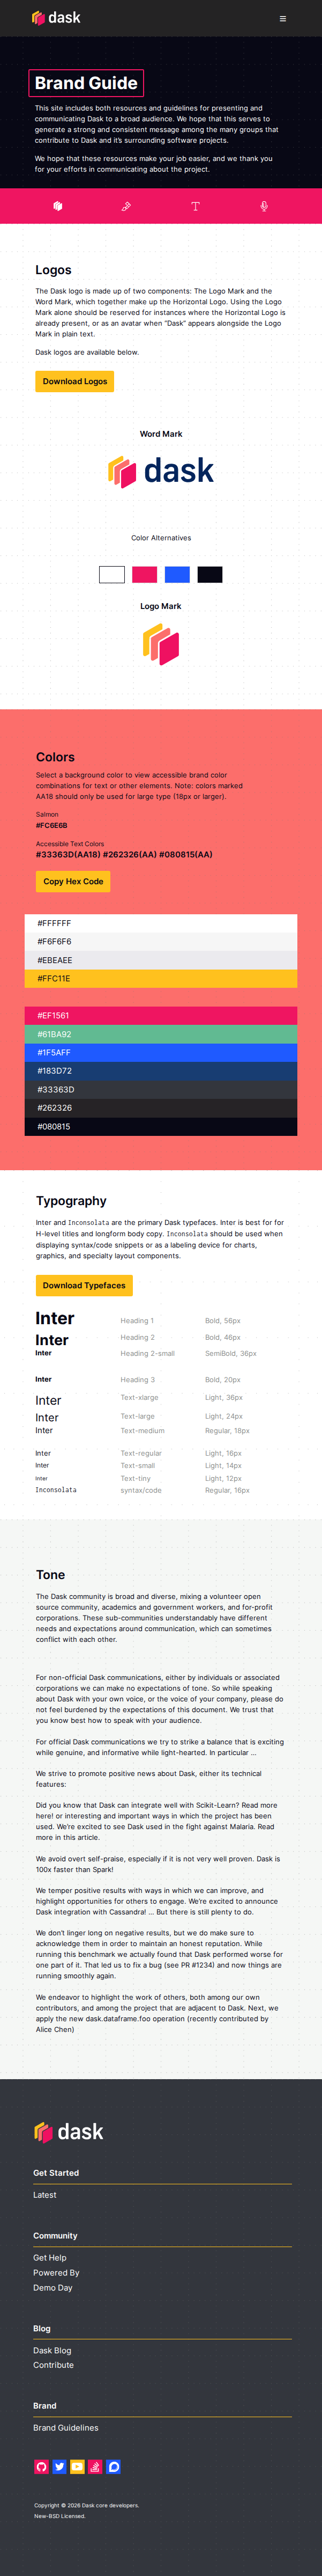 dask
Brand Guide
This site includes both resources and guidelines for presenting and
communicating Dask to a broad audience. We hope that this serves to
generate a strong and consistent message among the many groups that
contribute to Dask and it's surrounding software projects.
We hope that these resources make your job easier, and we thank you
for your efforts in communicating about the project.
Logos
The Dask logo is made up of two components: The Logo Mark and the
Word Mark, which together make up the Horizontal Logo. Using the Logo
Mark alone should be reserved for instances where the Horizontal Logo is
already present, or as an avatar when "Dask" appears alongside the Logo
Mark in plain text.
Dask logos are available below.
Download Logos
Word Mark
dask
Color Alternatives
Logo Mark
Colors
Select a background color to view accessible brand color
combinations for text or other elements. Note: colors marked
AA18 should only be used for large type (18px or larger).
Salmon
#FC6E6B
Accessible Text Colors
#33363D(AA18) #262326(AA) #080815(AA)
Copy Hex Code
#FFFFFF
#F6F6F6
#EBEAEE
#FFC11E
#EF1561
#61BA92
#1F5AFF
#183D72
#33363D
#262326
#080815
Typography
Inter and Inconsolata are the primary Dask typefaces. Inter is best for for
H-level titles and longform body copy. Inconsolata should be used when
displaying syntax/code snippets or as a labeling device for charts,
graphics, and specialty layout components.
Download Typefaces
Inter Heading 1 Bold, 56px
Inter Heading 2 Bold, 46px
Inter Heading 2-small SemiBold, 36px
Inter Heading 3 Bold, 20px
Inter Text-xlarge Light, 36px
Inter Text-large Light, 24px
Inter Text-medium Regular, 18px
Inter Text-regular Light, 16px
Inter Text-small Light, 14px
Inter Text-tiny Light, 12px
Inconsolata syntax/code Regular, 16px
Tone
The Dask community is broad and diverse, mixing a volunteer open
source community, academics and government workers, and for-profit
corporations. These sub-communities understandably have different
needs and expectations around communication, which can sometimes
conflict with each other.
For non-official Dask communications, either by individuals or associated
corporations we can make no expectations of tone. So while speaking
about Dask with your own voice, or the voice of your company, please do
not feel burdened by the expectations of this document. We trust that
you know best how to speak with your audience.
For official Dask communications we try to strike a balance that is exciting
while genuine, and informative while light-hearted. In particular ...
We strive to promote positive news about Dask, either its technical
features:
Did you know that Dask can integrate well with Scikit-Learn? Read more
here! or interesting and important ways in which the project has been
used. We're excited to see Dask used in the fight against Malaria. Read
more in this article.
We avoid overt self-praise, especially if it is not very well proven. Dask is
100x faster than Spark!
We temper positive results with ways in which we can improve, and
highlight opportunities for others to engage. We're excited to announce
Dask integration with Cassandra! ... But there is still plenty to do.
We don't linger long on negative results, but we do make sure to
acknowledge them in order to maintain an honest reputation. While
running this benchmark we actually found that Dask performed worse for
one part of it. That led us to fix a bug (see PR #1234) and now things are
running smoothly again.
We endeavor to highlight the work of others, both among our own
contributors, and among the project that are adjacent to Dask. Next, we
apply the new dask.dataframe.foo operation (recently contributed by
Alice Chen)
dask
Get Started
Latest
Community
Get Help
Powered By
Demo Day
Blog
Dask Blog
Contribute
Brand
Brand Guidelines
Copyright © 2026 Dask core developers.
New-BSD Licensed.